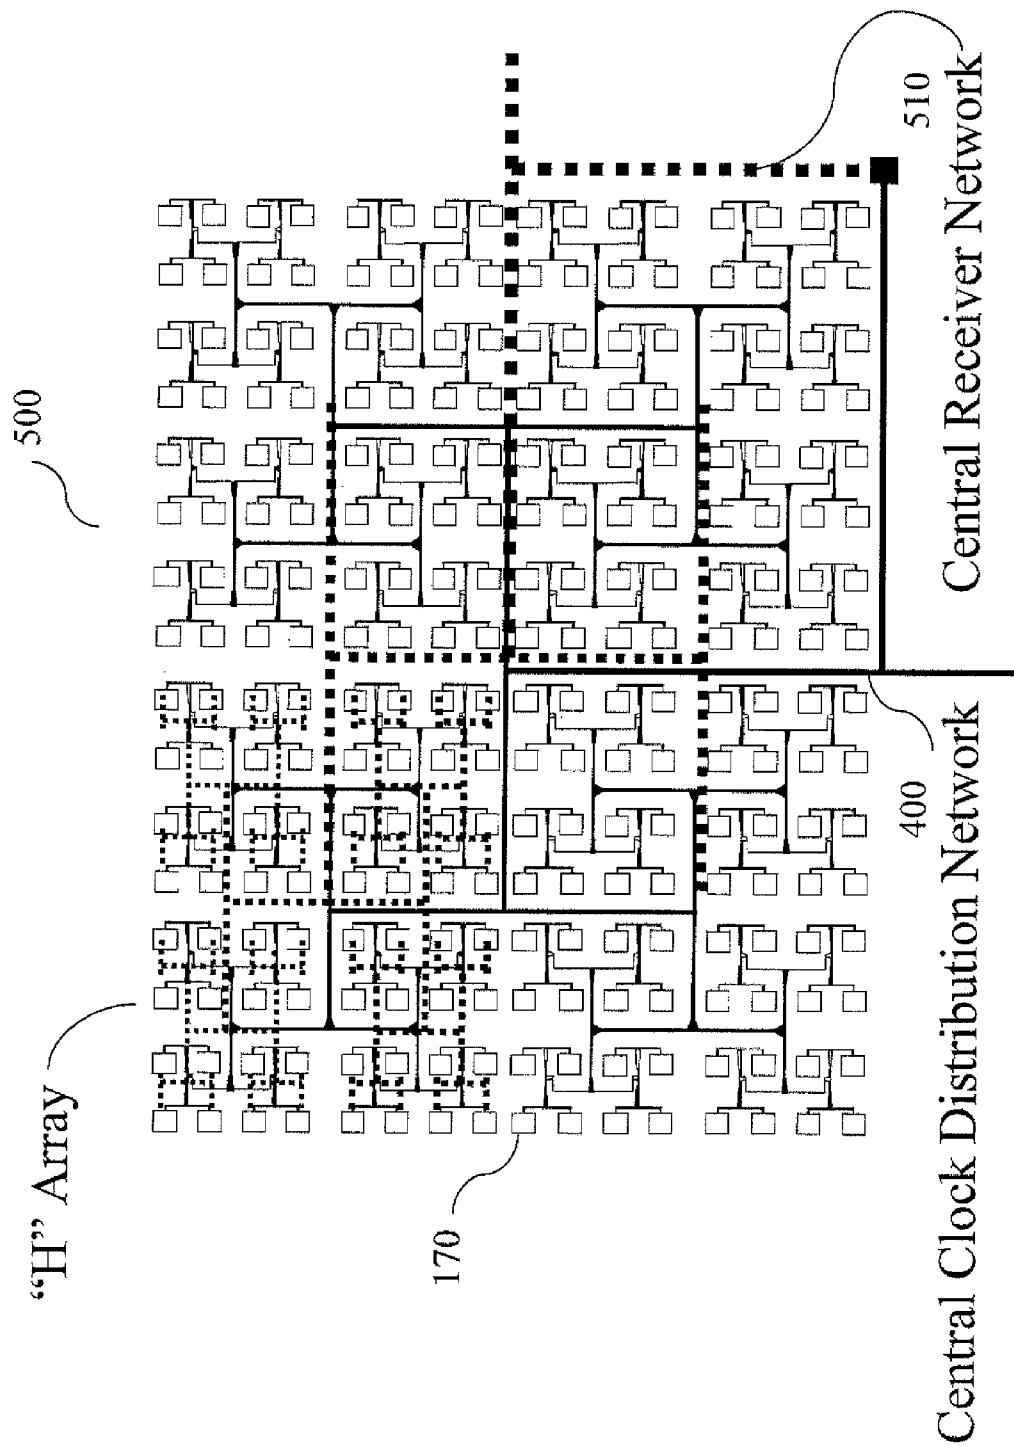 500
“H” Array
170
510
Central Receiver Network
400
Central Clock Distribution Network